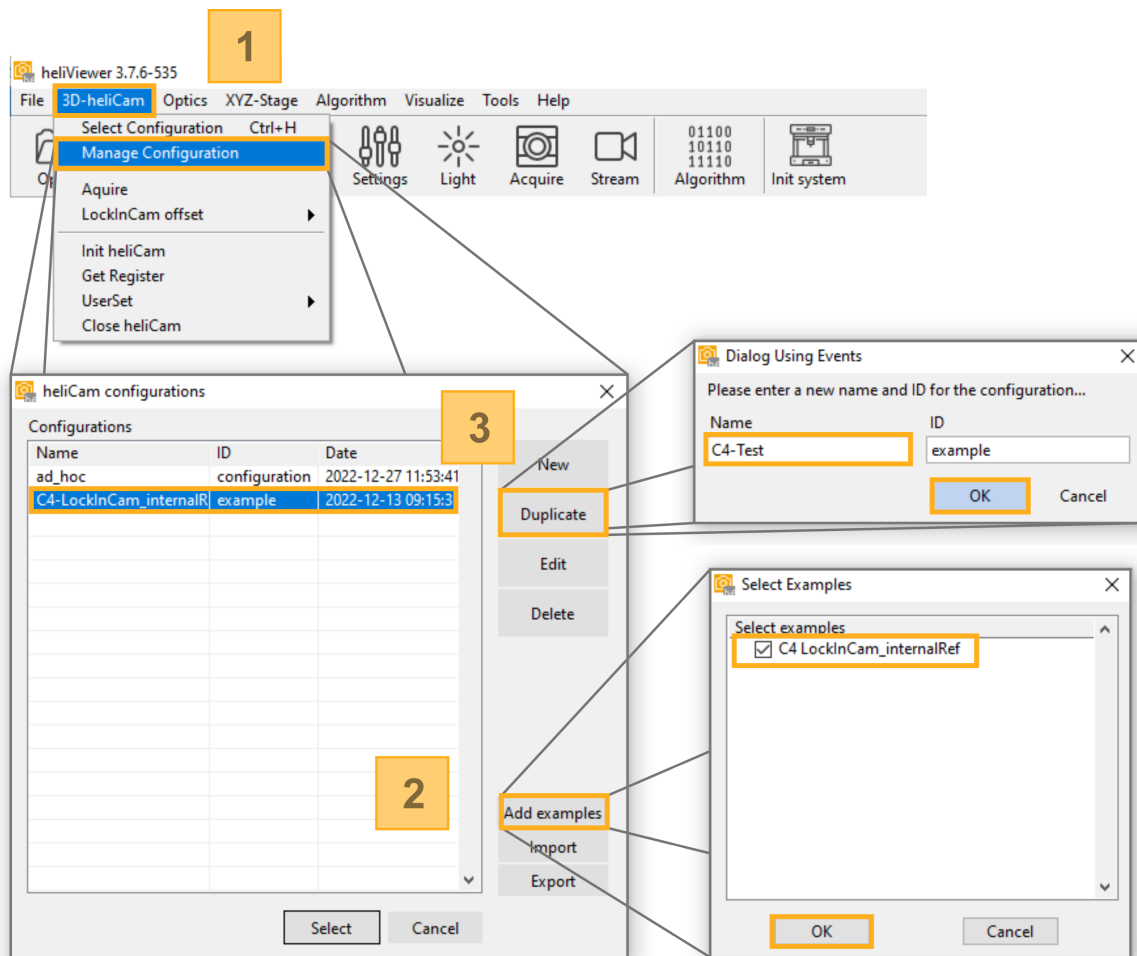 1
heliViewer 3.7.6-535
File 3D-heliCam Optics XYZ-Stage Algorithm Visualize Tools Help
Select Configuration Ctrl+H
Manage Configuration
Aquire
LockInCam offset
Init heliCam
Get Register
UserSet
Close heliCam
Settings Light Acquire Stream Algorithm Init system
01100
10110
11110
heliCam configurations
Configurations
Name ID Date
ad_hoc configuration 2022-12-27 11:53:41
C4-LockInCam_internalR example 2022-12-13 09:15:3
3
New
Duplicate
Edit
Delete
2
Add examples
Import
Export
Select Cancel
Dialog Using Events
Please enter a new name and ID for the configuration...
Name ID
C4-Test example
OK Cancel
Select Examples
Select examples
C4 LockInCam_internalRef
OK Cancel